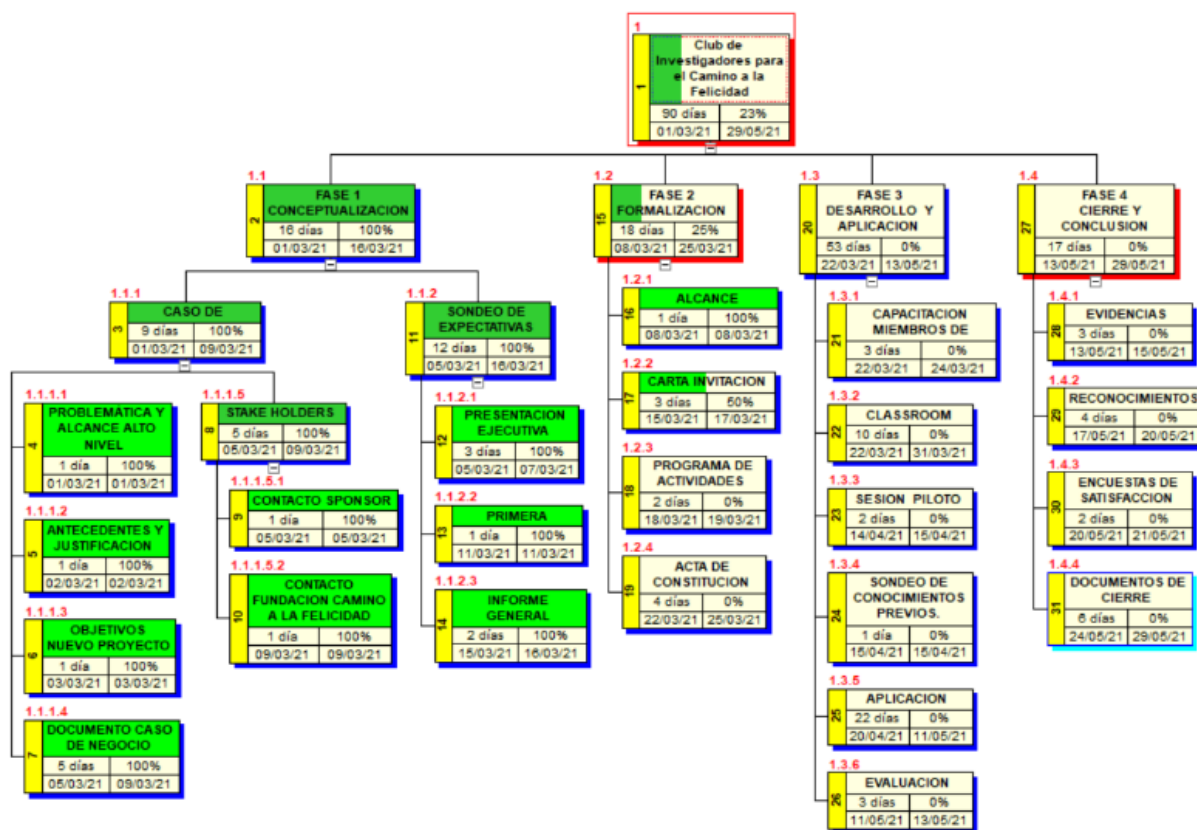 1
Club de
Investigadores para
el Camino a la
Felicidad
1
90 días 23%
01/03/21 29/05/21
1.1
FASE 1
CONCEPTUALIZACION
2
16 días 100%
01/03/21 16/03/21
1.2
FASE 2
FORMALIZACION
15
18 días 25%
08/03/21 25/03/21
1.3
FASE 3
DESARROLLO Y
APLICACION
20
53 días 0%
22/03/21 13/05/21
1.4
FASE 4
CIERRE Y
CONCLUSION
27
17 días 0%
13/05/21 29/05/21
1.1.1
CASO DE
3
9 días 100%
01/03/21 09/03/21
1.1.1.1
PROBLEMÁTICA Y
ALCANCE ALTO
NIVEL
4
1 día 100%
01/03/21 01/03/21
1.1.1.2
ANTECEDENTES Y
JUSTIFICACION
5
1 día 100%
02/03/21 02/03/21
1.1.1.3
OBJETIVOS
NUEVO PROYECTO
6
1 día 100%
03/03/21 03/03/21
1.1.1.4
DOCUMENTO CASO
DE NEGOCIO
7
5 días 100%
05/03/21 09/03/21
1.1.1.5
STAKE HOLDERS
8
5 días 100%
05/03/21 09/03/21
1.1.1.5.1
CONTACTO SPONSOR
9
1 día 100%
05/03/21 05/03/21
1.1.1.5.2
CONTACTO
FUNDACION CAMINO
A LA FELICIDAD
10
1 día 100%
09/03/21 09/03/21
1.1.2
SONDEO DE
EXPECTATIVAS
11
12 días 100%
05/03/21 16/03/21
1.1.2.1
PRESENTACION
EJECUTIVA
12
3 días 100%
05/03/21 07/03/21
1.1.2.2
PRIMERA
13
1 día 100%
11/03/21 11/03/21
1.1.2.3
INFORME
GENERAL
14
2 días 100%
15/03/21 16/03/21
1.2.1
ALCANCE
16
1 día 100%
08/03/21 08/03/21
1.2.2
CARTA INVITACION
17
3 días 50%
15/03/21 17/03/21
1.2.3
PROGRAMA DE
ACTIVIDADES
18
2 días 0%
18/03/21 19/03/21
1.2.4
ACTA DE
CONSTITUCION
19
4 días 0%
22/03/21 25/03/21
1.3.1
CAPACITACION
MIEMBROS DE
21
3 días 0%
22/03/21 24/03/21
1.3.2
CLASSROOM
22
10 días 0%
22/03/21 31/03/21
1.3.3
SESION PILOTO
23
2 días 0%
14/04/21 15/04/21
1.3.4
SONDEO DE
CONOCIMIENTOS
PREVIOS.
24
1 día 0%
15/04/21 15/04/21
1.3.5
APLICACION
25
22 días 0%
20/04/21 11/05/21
1.3.6
EVALUACION
26
3 días 0%
11/05/21 13/05/21
1.4.1
EVIDENCIAS
28
3 días 0%
13/05/21 15/05/21
1.4.2
RECONOCIMIENTOS
29
4 días 0%
17/05/21 20/05/21
1.4.3
ENCUESTAS DE
SATISFACCION
30
2 días 0%
20/05/21 21/05/21
1.4.4
DOCUMENTOS DE
CIERRE
31
6 días 0%
24/05/21 29/05/21